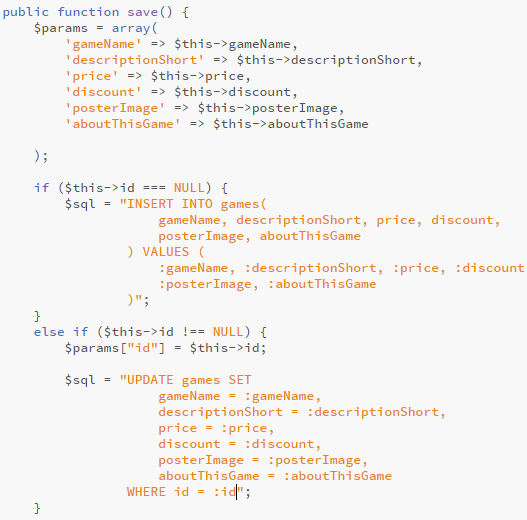 public function save() {
    $params = array(
        'gameName' => $this->gameName,
        'descriptionShort' => $this->descriptionShort,
        'price' => $this->price,
        'discount' => $this->discount,
        'posterImage' => $this->posterImage,
        'aboutThisGame' => $this->aboutThisGame
    );
    if ($this->id === NULL) {
        $sql = "INSERT INTO games(
                    gameName, descriptionShort, price, discount,
                    posterImage, aboutThisGame
                ) VALUES (
                    :gameName, :descriptionShort, :price, :discount
                    :posterImage, :aboutThisGame
                )";
    }
    else if ($this->id !== NULL) {
        $params["id"] = $this->id;
        $sql = "UPDATE games SET
                    gameName = :gameName,
                    descriptionShort = :descriptionShort,
                    price = :price,
                    discount = :discount,
                    posterImage = :posterImage,
                    aboutThisGame = :aboutThisGame
                WHERE id = :id";
    }